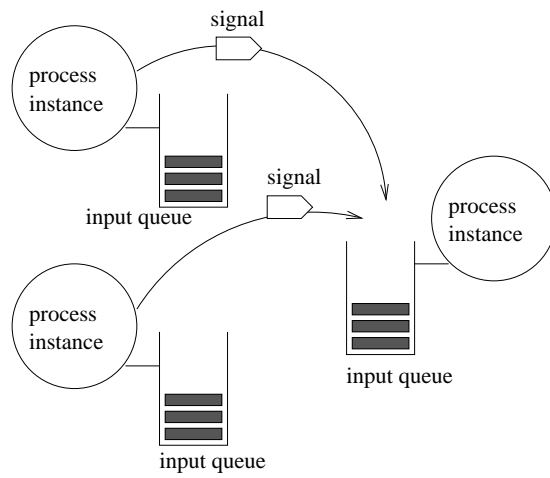 signal
process
instance
input queue
signal
process
instance
process
instance
input queue
input queue